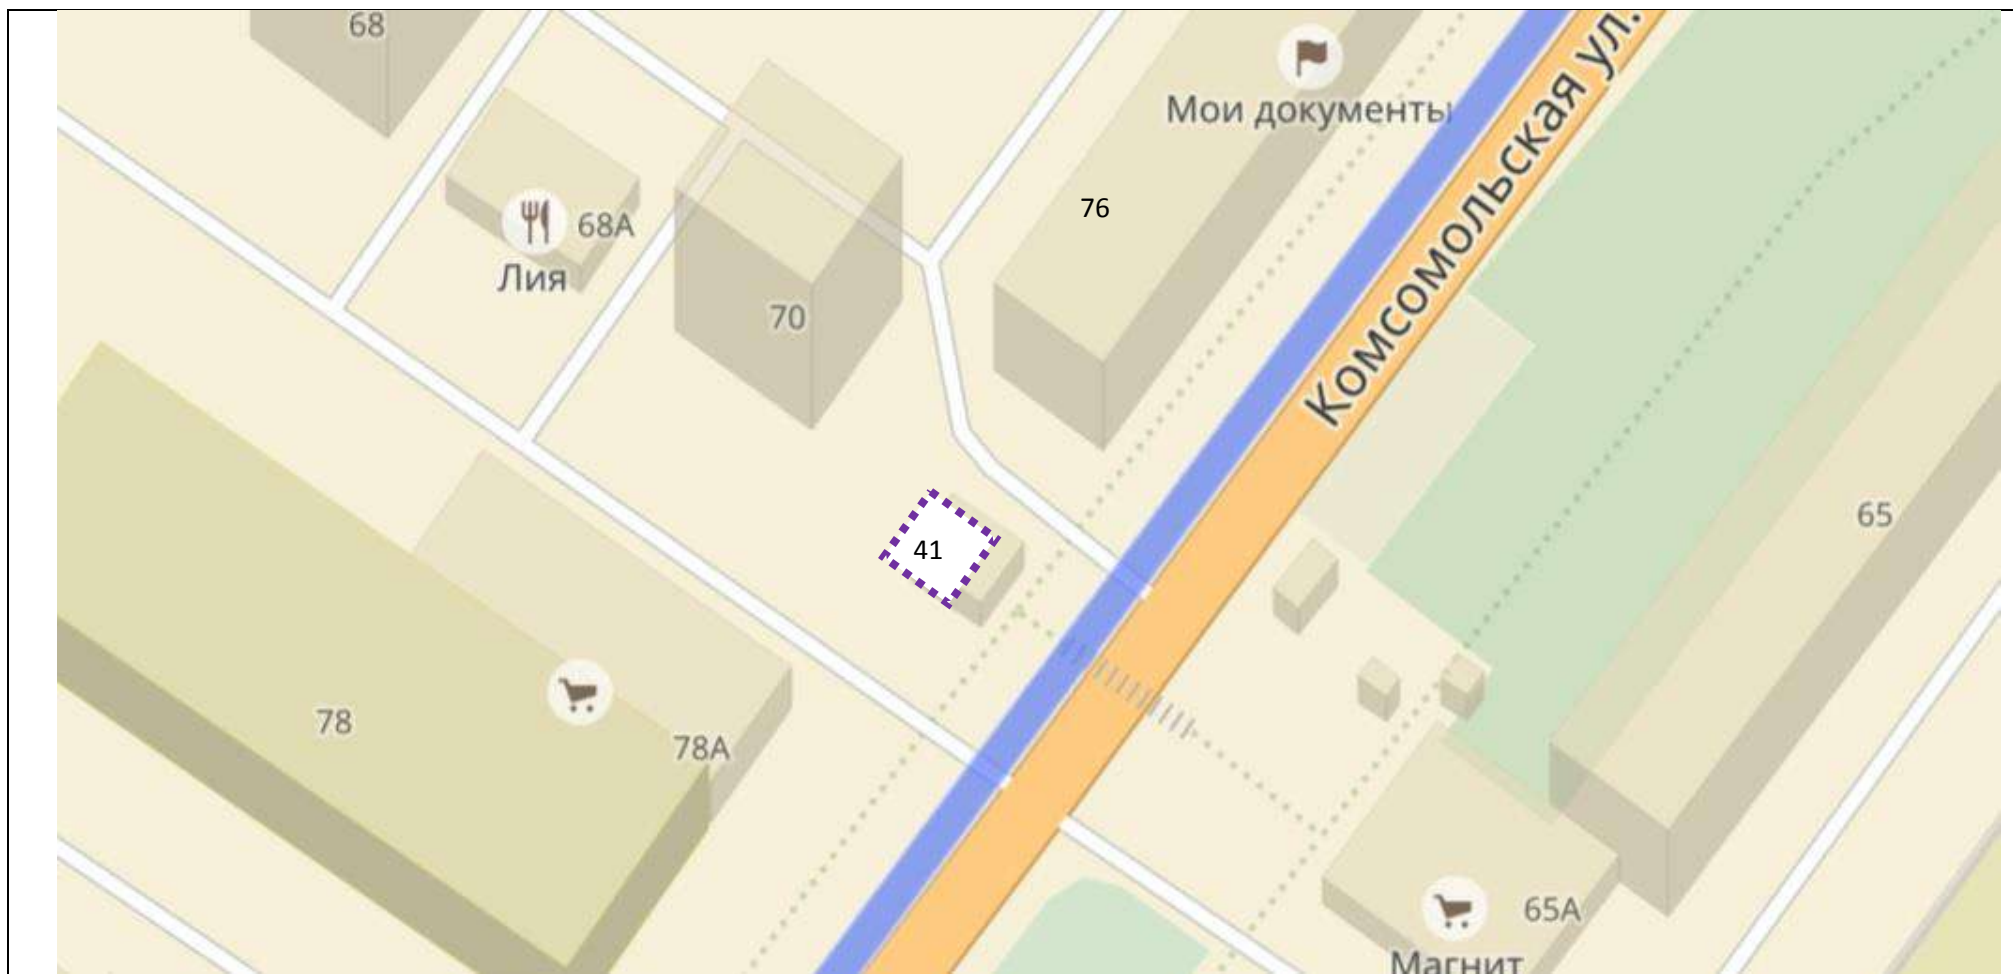 68
Мои документы
Комсомольская ул.
76
68А
Лия
70
65
41
78
78А
65А
Магнит